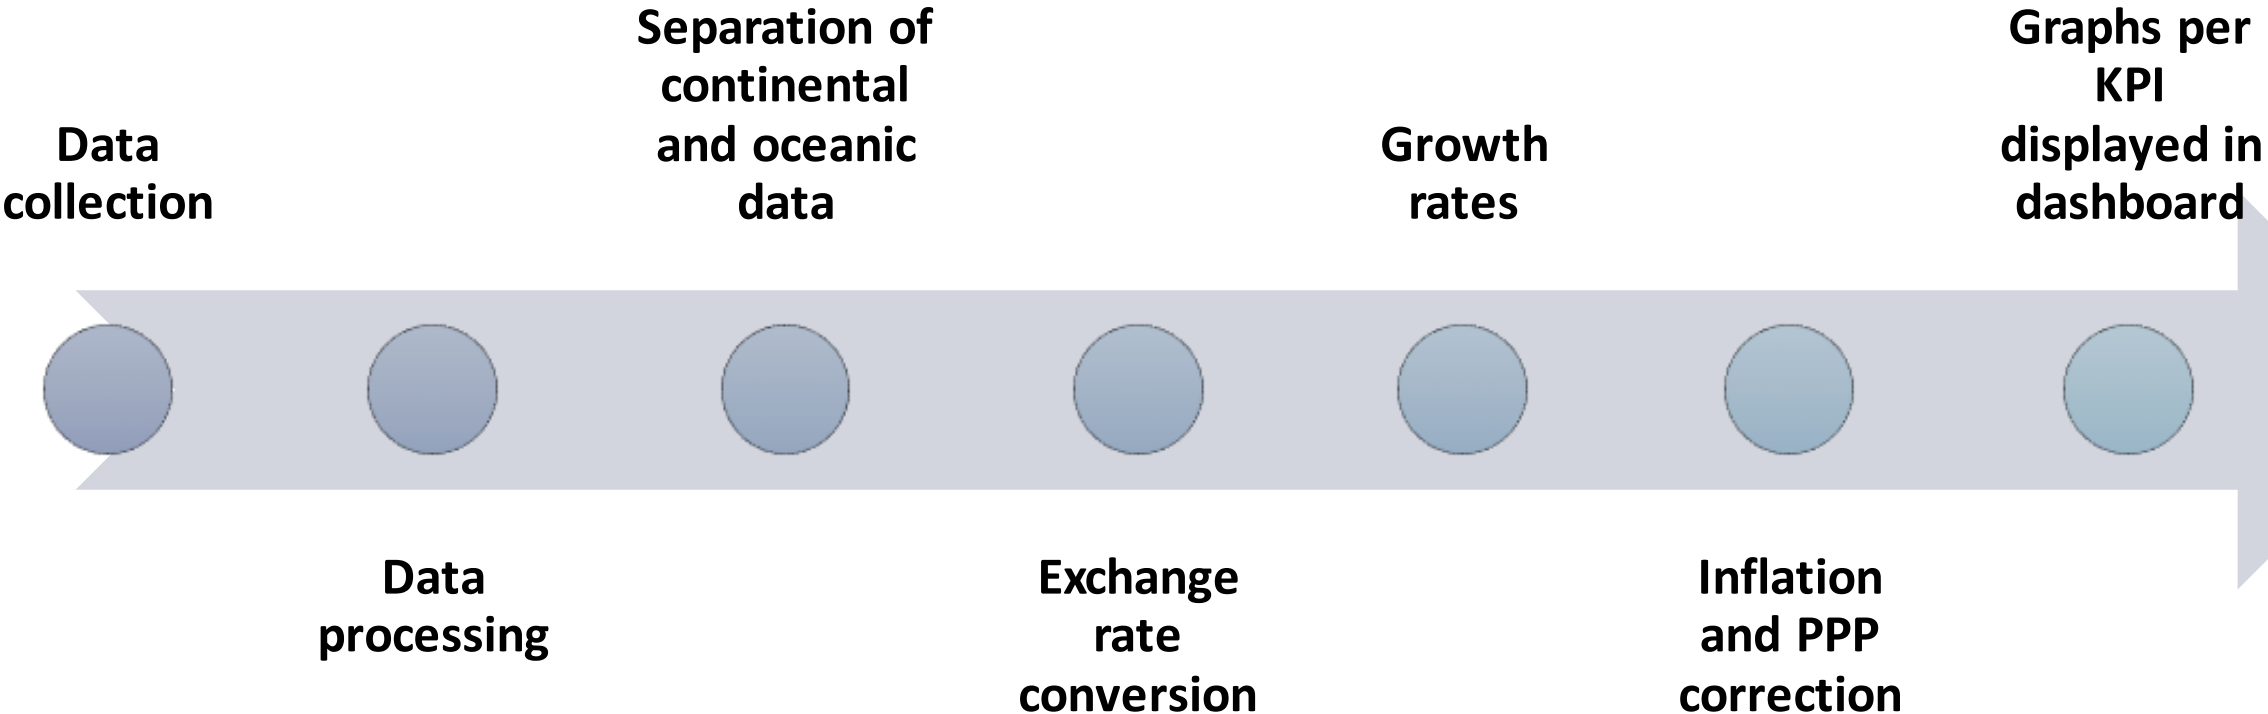 Data
collection
Data
processing
Separation of
continental
and oceanic
data
Exchange
rate
conversion
Growth
rates
Inflation
and PPP
correction
Graphs per
KPI
displayed in
dashboard